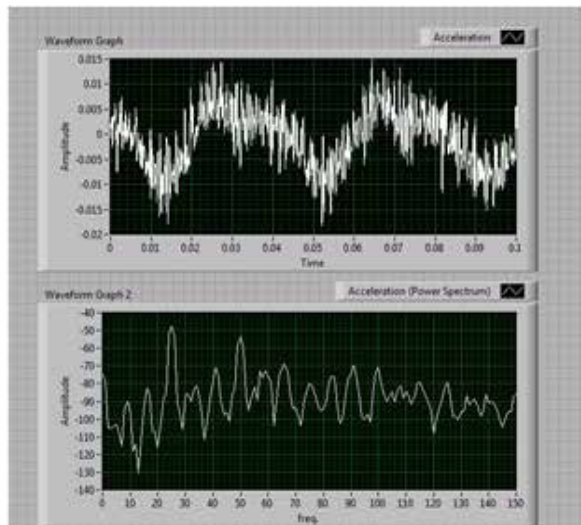 Waveform Graph
Acceleration
0.015
0.01
0.005
0
-0.005
-0.01
-0.015
-0.02
Amplitude
0 0.01 0.02 0.03 0.04 0.05 0.06 0.07 0.08 0.09 0.1
Time
Waveform Graph 2
Acceleration (Power Spectrum)
-40
-50
-60
-70
-80
-90
-100
-110
-120
-130
-140
Amplitude
0 10 20 30 40 50 60 70 80 90 100 110 120 130 140 150
freq.